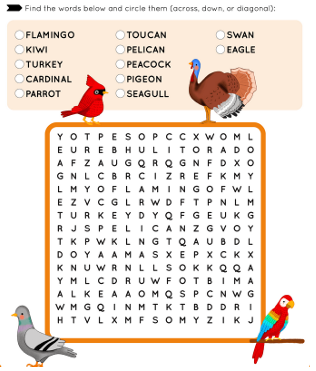 Find the words below and circle them (across, down, or diagonal):
FLAMINGO TOUCAN SWAN
KIWI PELICAN EAGLE
TURKEY PEACOCK
CARDINAL PIGEON
PARROT SEAGULL
Y O T P E S O P C C X W O M L
E U R E B H U L I T O R A D O
A F Z A U G Q R Q G N F D X O
G N L C B R C I Z R E F K M Y
L M Y O F L A M I N G O F W L
E Z V C G L R W D F T P N L M
T U R K E Y D Y Q F G E U K G
R J S P E L I C A N Z G V O Y
T K P W K L N G T Q A U B D L
D O Y A A M A S X E P X C K X
K N U W R N L L S O K K Q Q A
Y M L C D R U W F O T B I M A
A L K E A A O M Q S P C N W G
W M G Q I N M T K T B D D R I
H T V L X M F S O M Y Z I K J